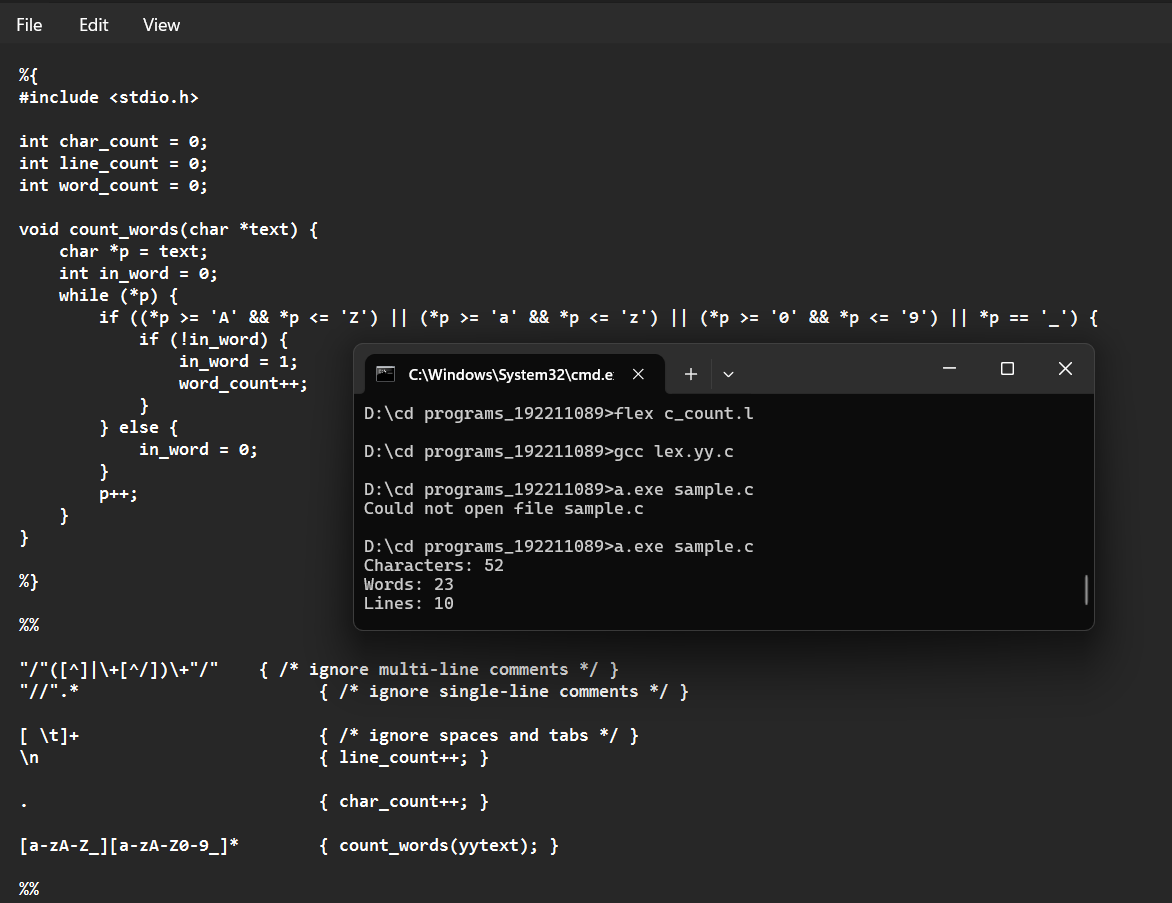 File Edit View
%{
#include <stdio.h>
int char_count = 0;
int line_count = 0;
int word_count = 0;
void count_words(char *text) {
    char *p = text;
    int in_word = 0;
    while (*p) {
        if ((*p >= 'A' && *p <= 'Z') || (*p >= 'a' && *p <= 'z') || (*p >= '0' && *p <= '9') || *p == '_') {
            if (!in_word) {
                in_word = 1;
                word_count++;
            }
        } else {
            in_word = 0;
        }
        p++;
    }
}
%}
%%
"/"([^]|\+[^/])\+"/"    { /* ignore multi-line comments */ }
"//".*                        { /* ignore single-line comments */ }
[ \t]+                        { /* ignore spaces and tabs */ }
\n                            { line_count++; }
.                             { char_count++; }
[a-zA-Z_][a-zA-Z0-9_]*        { count_words(yytext); }
%%
C:\Windows\System32\cmd.e
D:\cd programs_192211089>flex c_count.l
D:\cd programs_192211089>gcc lex.yy.c
D:\cd programs_192211089>a.exe sample.c
Could not open file sample.c
D:\cd programs_192211089>a.exe sample.c
Characters: 52
Words: 23
Lines: 10